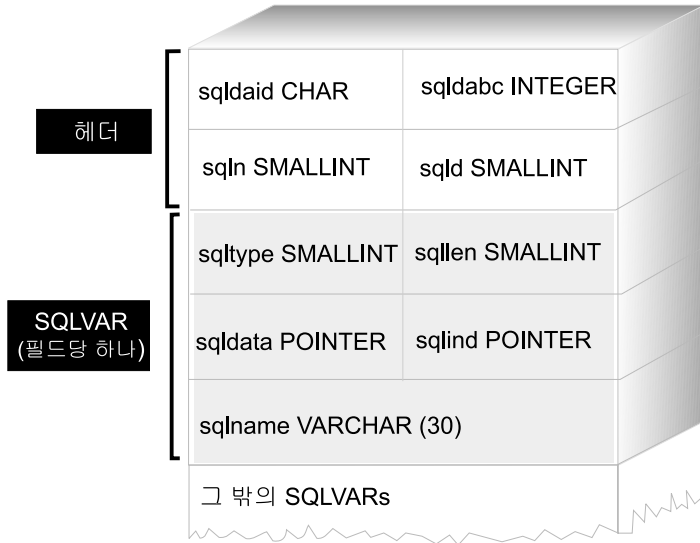 헤더
sqldaid CHAR
sqldabc INTEGER
sqln SMALLINT
sqld SMALLINT
SQLVAR
(필드당 하나)
sqltype SMALLINT
sqllen SMALLINT
sqldata POINTER
sqlind POINTER
sqlname VARCHAR (30)
그 밖의 SQLVARs